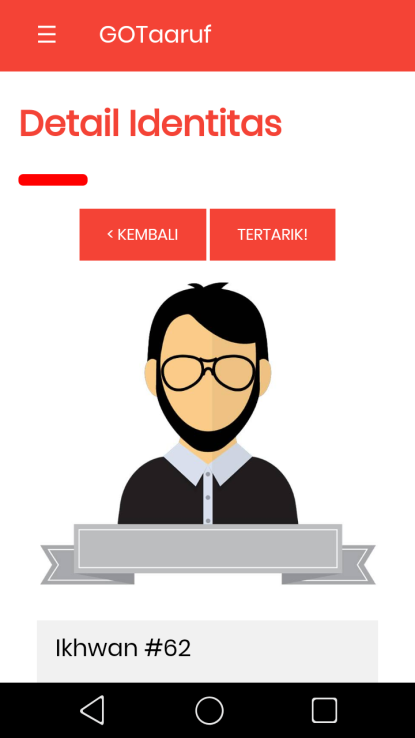 GOTaaruf
Detail Identitas
< KEMBALI
TERTARIK!
Ikhwan #62